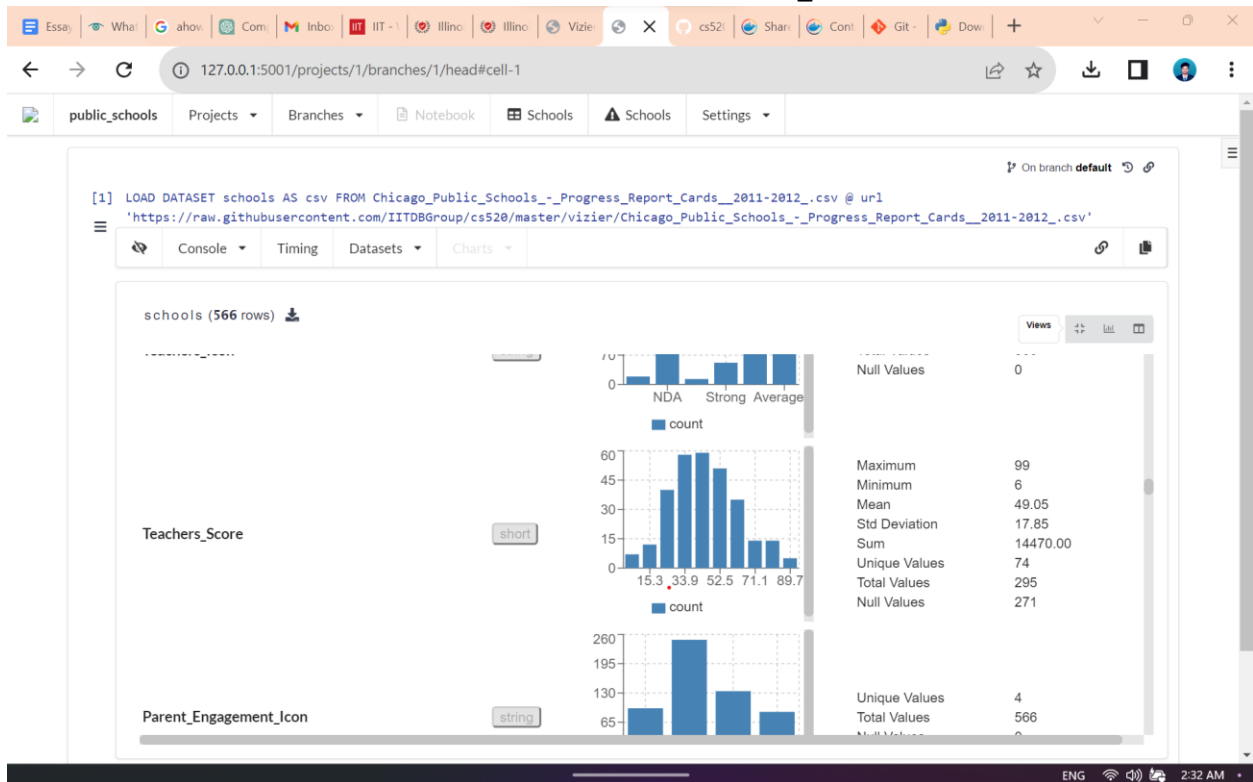 Essay What ahow Com Inbo IIT - \ Illino Illino Vizie cs52 Share Cont Git - Dow
127.0.0.1:5001/projects/1/branches/1/head#cell-1
public_schools Projects Branches Notebook Schools Schools Settings
On branch default
[1] LOAD DATASET schools AS csv FROM Chicago_Public_Schools_-_Progress_Report_Cards__2011-2012_.csv @ url
'https://raw.githubusercontent.com/IITDBGroup/cs520/master/vizier/Chicago_Public_Schools_-_Progress_Report_Cards__2011-2012_.csv'
Console Timing Datasets Charts
schools (566 rows)
Views
70
0
Null Values 0
NDA Strong Average
count
60
45
30
15
0
15.3 33.9 52.5 71.1 89.7
count
Teachers_Score short
Maximum 99
Minimum 6
Mean 49.05
Std Deviation 17.85
Sum 14470.00
Unique Values 74
Total Values 295
Null Values 271
260
195
130
65
Parent_Engagement_Icon string
Unique Values 4
Total Values 566
ENG 2:32 AM